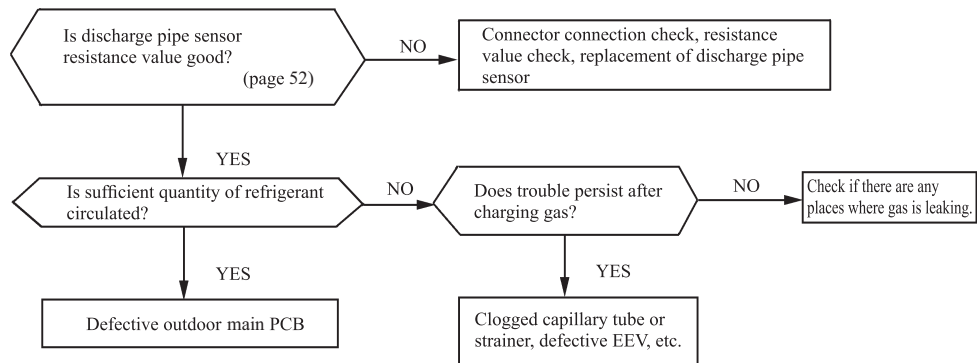 Is discharge pipe sensor
resistance value good?
(page 52)
NO
Connector connection check, resistance
value check, replacement of discharge pipe
sensor
YES
Is sufficient quantity of refrigerant
circulated?
NO
Does trouble persist after
charging gas?
NO
Check if there are any
places where gas is leaking.
YES
YES
Defective outdoor main PCB
Clogged capillary tube or
strainer, defective EEV, etc.